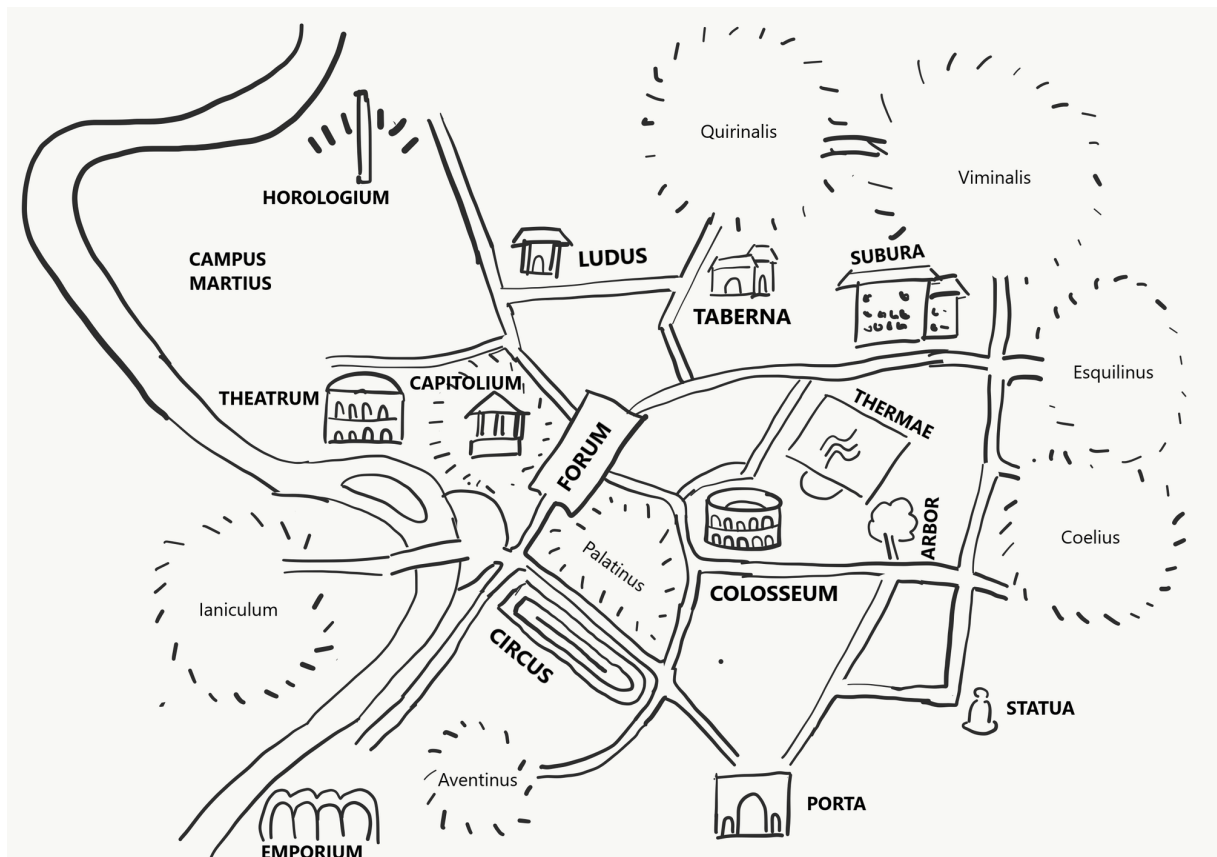 Quirinalis
Viminalis
HOROLOGIUM
CAMPUS
MARTIUS
LUDUS
SUBURA
TABERNA
THEATRUM
CAPITOLIUM
Esquilinus
THERMAE
FORUM
ARBOR
Coelius
Palatinus
COLOSSEUM
Ianiculum
CIRCUS
STATUA
Aventinus
PORTA
EMPORIUM